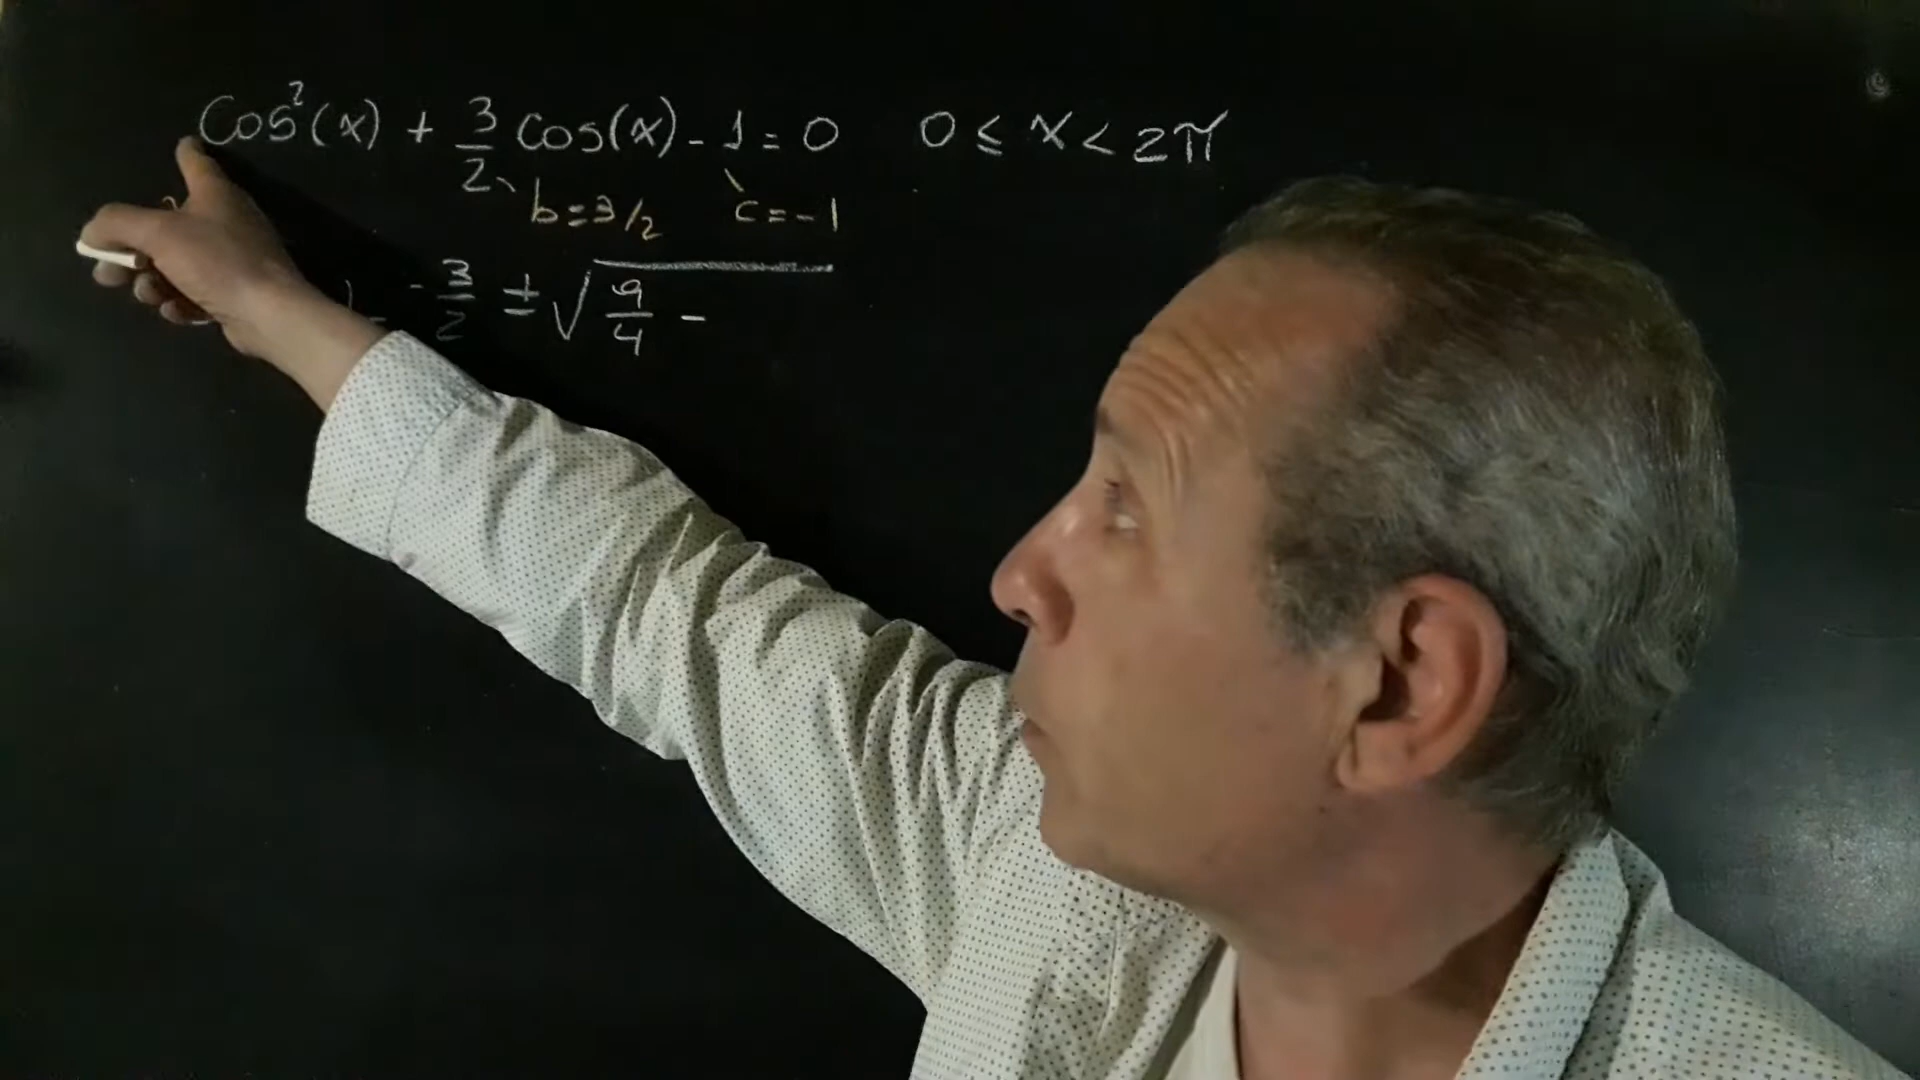 cos²(x) + 3/2 cos(x) - 1 = 0   0 ≤ x < 2π
b = 3/2   c = -1
-3/2 ± √9/4 -